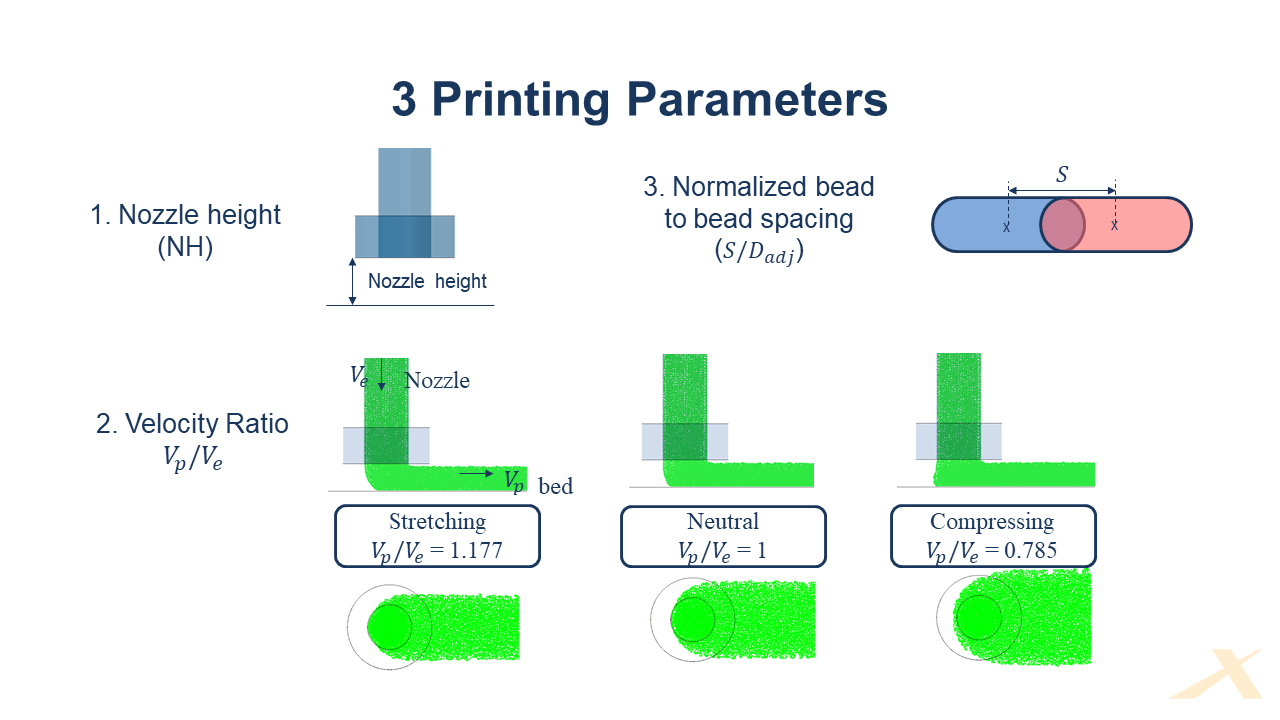 3 Printing Parameters
1. Nozzle height
(NH)
Nozzle height
3. Normalized bead
to bead spacing
(S/D_adj)
S
x
x
2. Velocity Ratio
V_p/V_e
V_e
Nozzle
V_p
bed
Stretching
V_p/V_e = 1.177
Neutral
V_p/V_e = 1
Compressing
V_p/V_e = 0.785